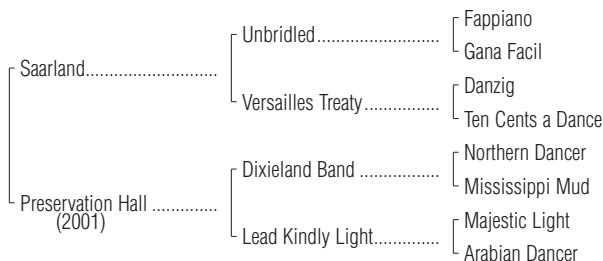 Fappiano
Unbridled..........................
Gana Facil
Saarland............................
Danzig
Versailles Treaty................
Ten Cents a Dance
Northern Dancer
Dixieland Band .................
Mississippi Mud
Preservation Hall ..............
(2001)
Majestic Light
Lead Kindly Light..............
Arabian Dancer